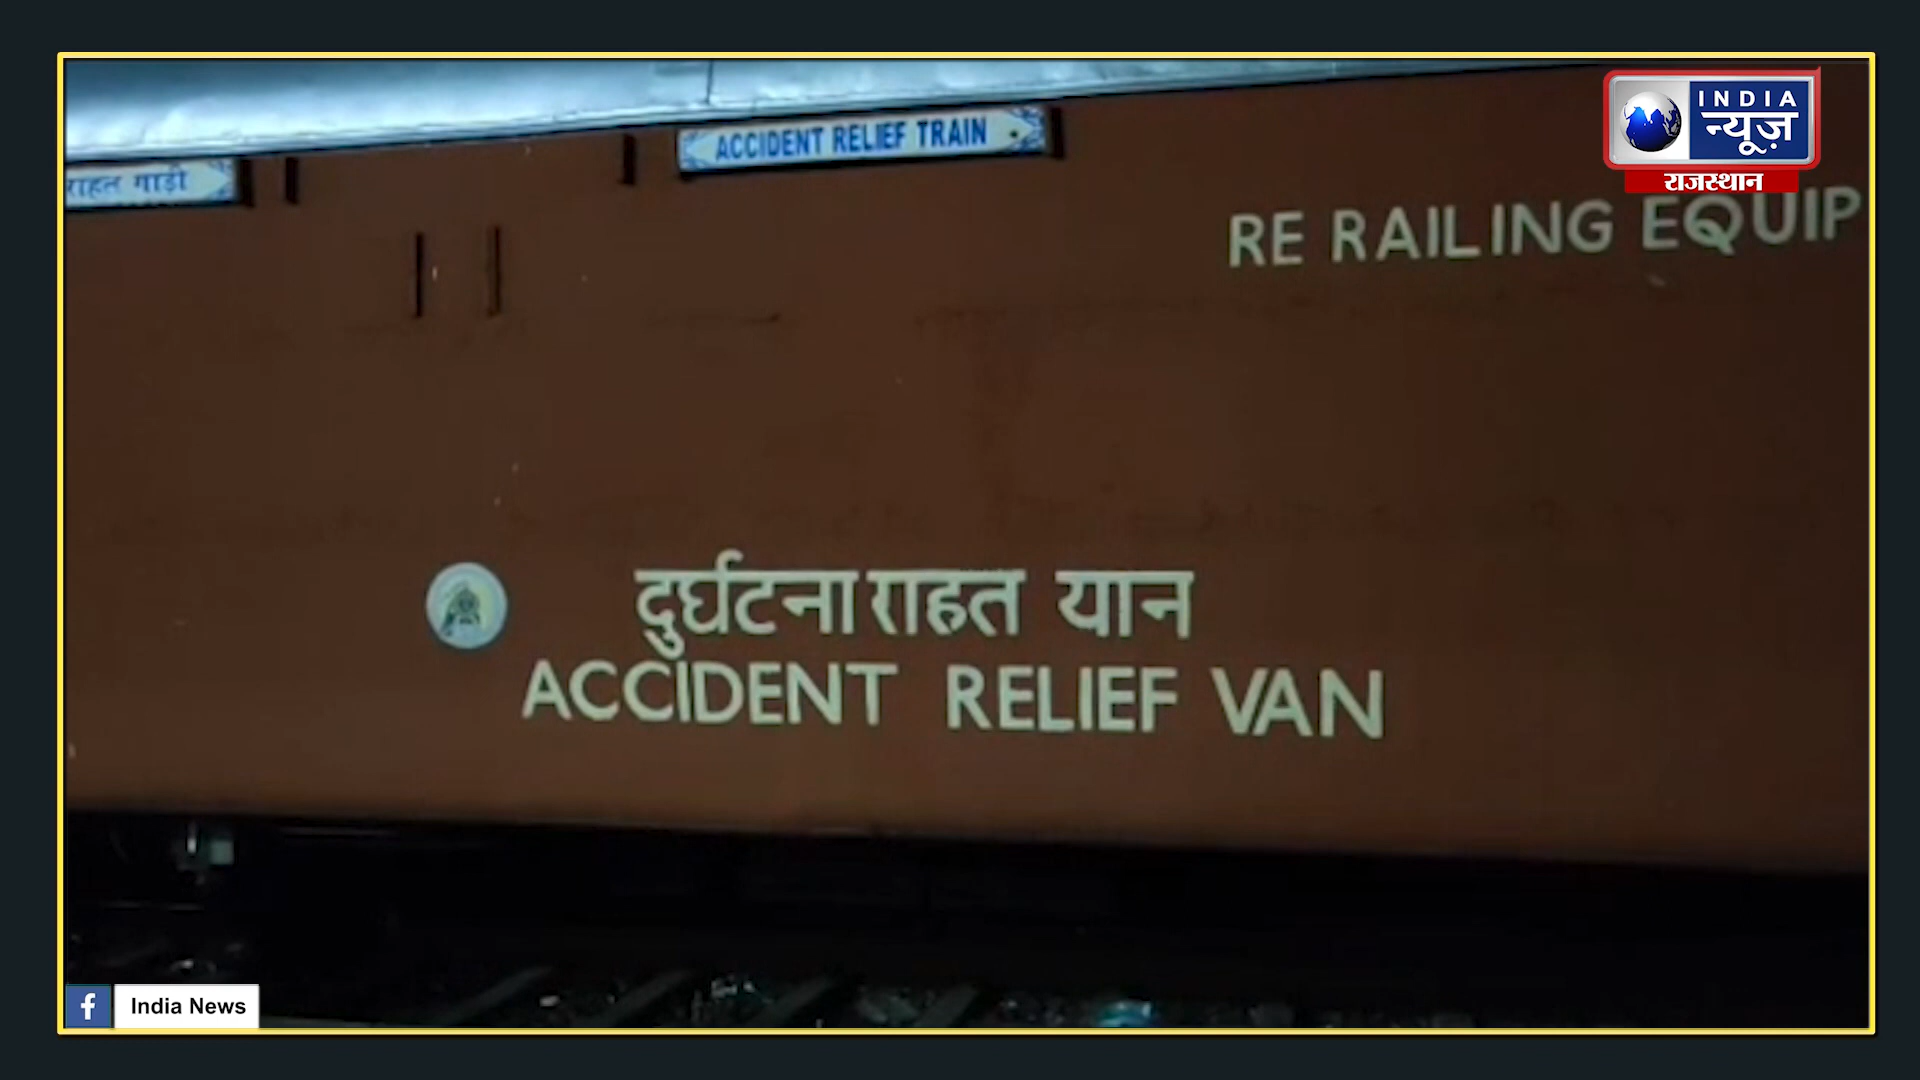 INDIA
न्यूज़
राजस्थान
ACCIDENT RELIEF TRAIN
राहत गाड़ी
RE RAILING EQUIP
दुर्घटना राहत यान
ACCIDENT RELIEF VAN
f India News